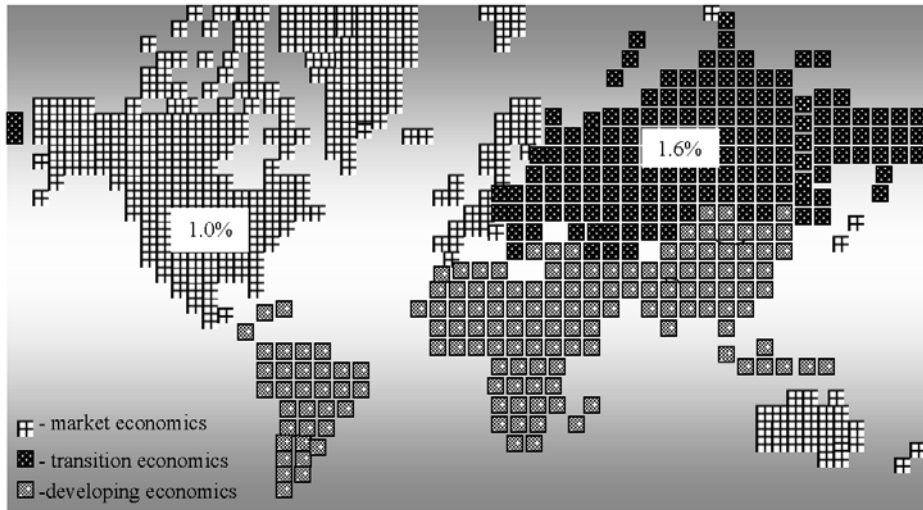 1.6%
1.0%
- market economics
- transition economics
-developing economics